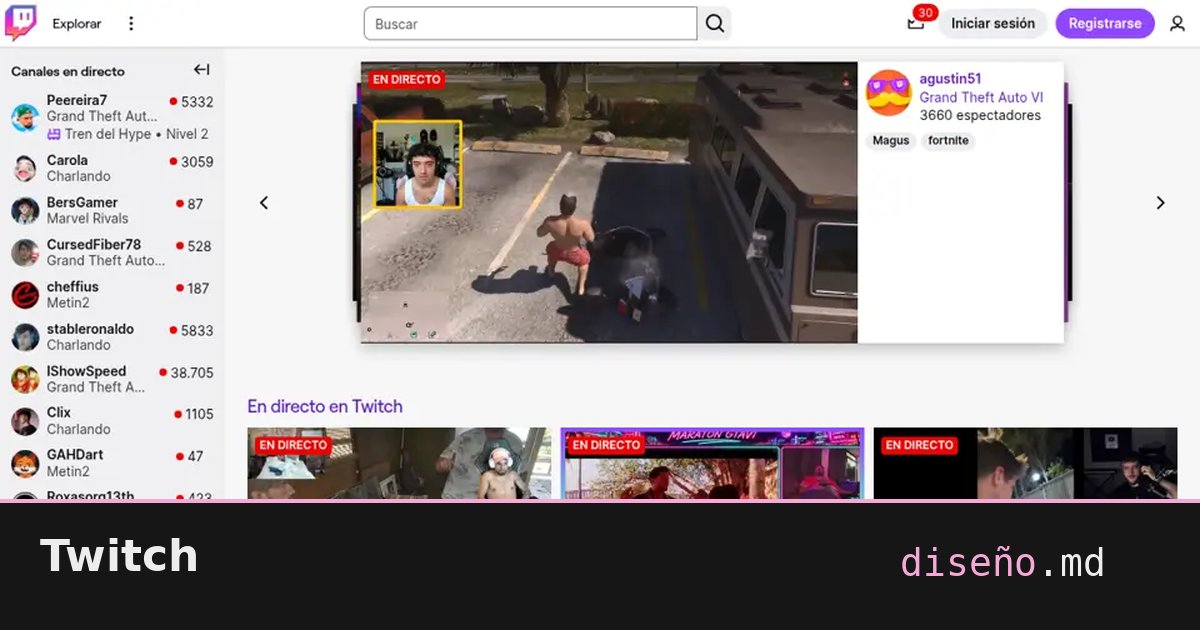 Explorar
Buscar
30
Iniciar sesión
Registrarse
Canales en directo
Peereira7
5332
Grand Theft Aut...
Tren del Hype • Nivel 2
Carola
3059
Charlando
BersGamer
87
Marvel Rivals
CursedFiber78
528
Grand Theft Auto...
cheffius
187
Metin2
stableronaldo
5833
Charlando
IShowSpeed
38.705
Grand Theft A...
Clix
1105
Charlando
GAHDart
47
Metin2
Roxasorg13th
423
EN DIRECTO
agustin51
Grand Theft Auto VI
3660 espectadores
Magus
fortnite
En directo en Twitch
EN DIRECTO
EN DIRECTO
MARATON GTAVI
EN DIRECTO
Twitch
diseño.md